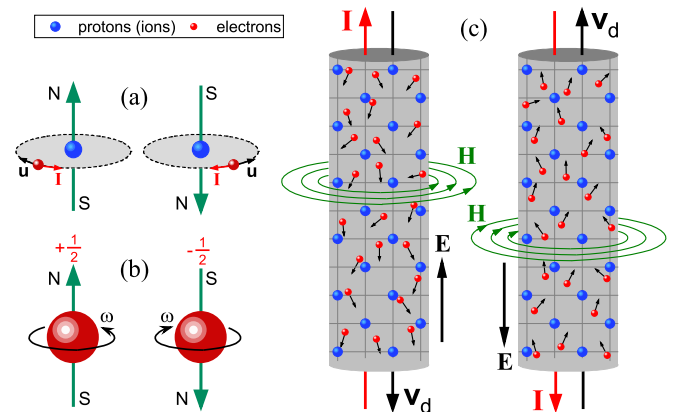 protons (ions) electrons
(a)
N
S
u
I
S
N
I
u
(b)
+1/2
N
ω
S
-1/2
S
ω
N
(c)
I
H
E
v_d
v_d
H
E
I